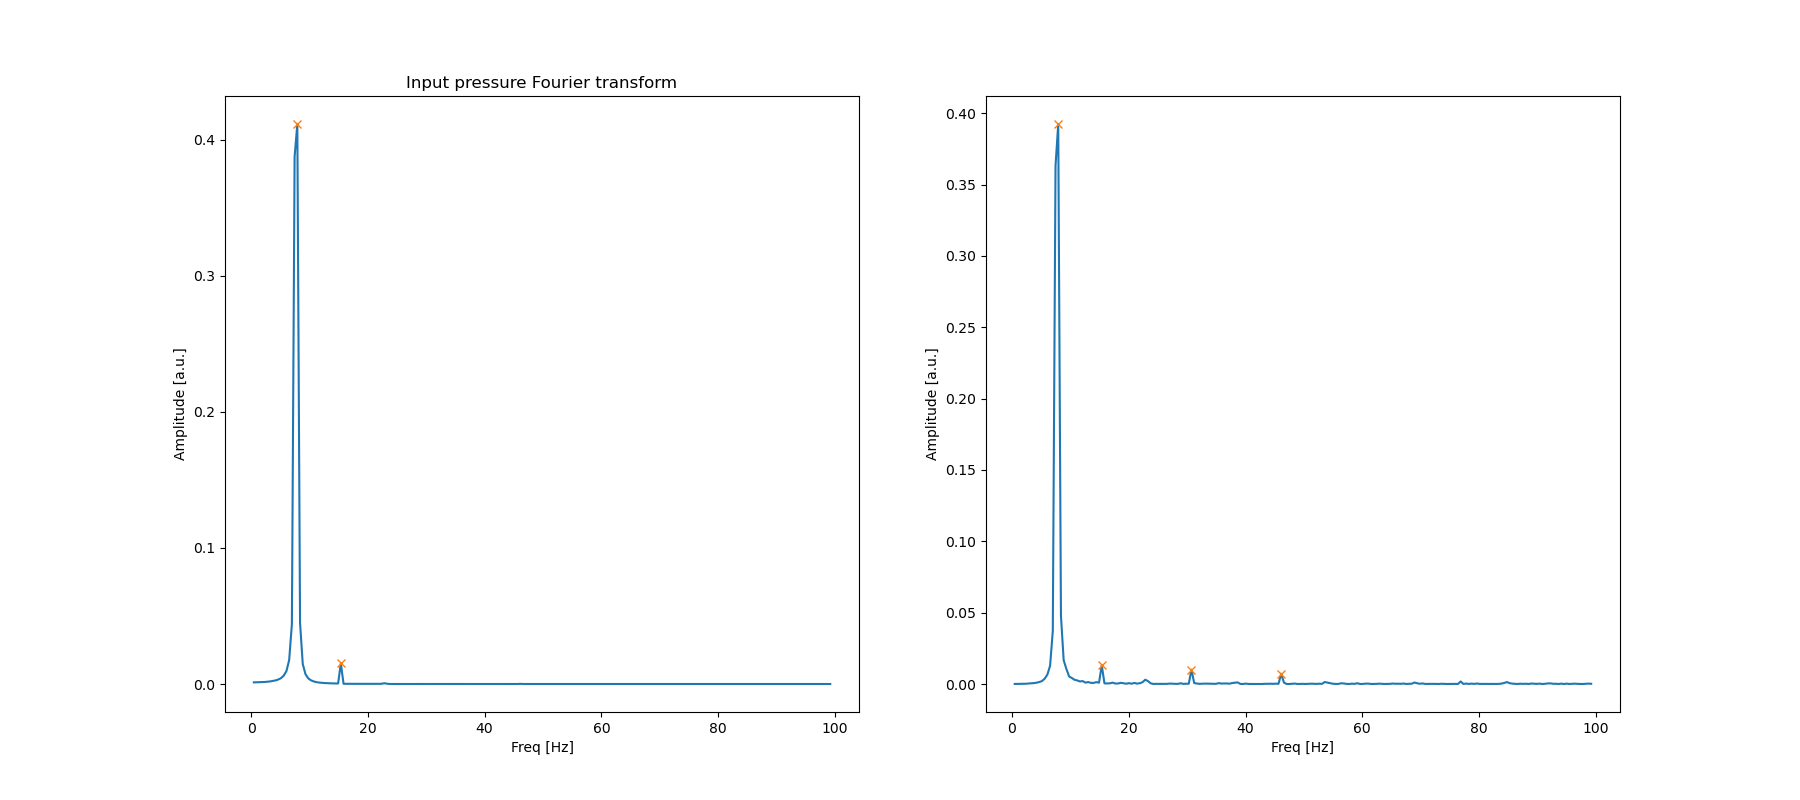 Input pressure Fourier transform
Amplitude [a.u.]
0.4
0.3
0.2
0.1
0.0
0 20 40 60 80 100
Freq [Hz]
Amplitude [a.u.]
0.40
0.35
0.30
0.25
0.20
0.15
0.10
0.05
0.00
0 20 40 60 80 100
Freq [Hz]